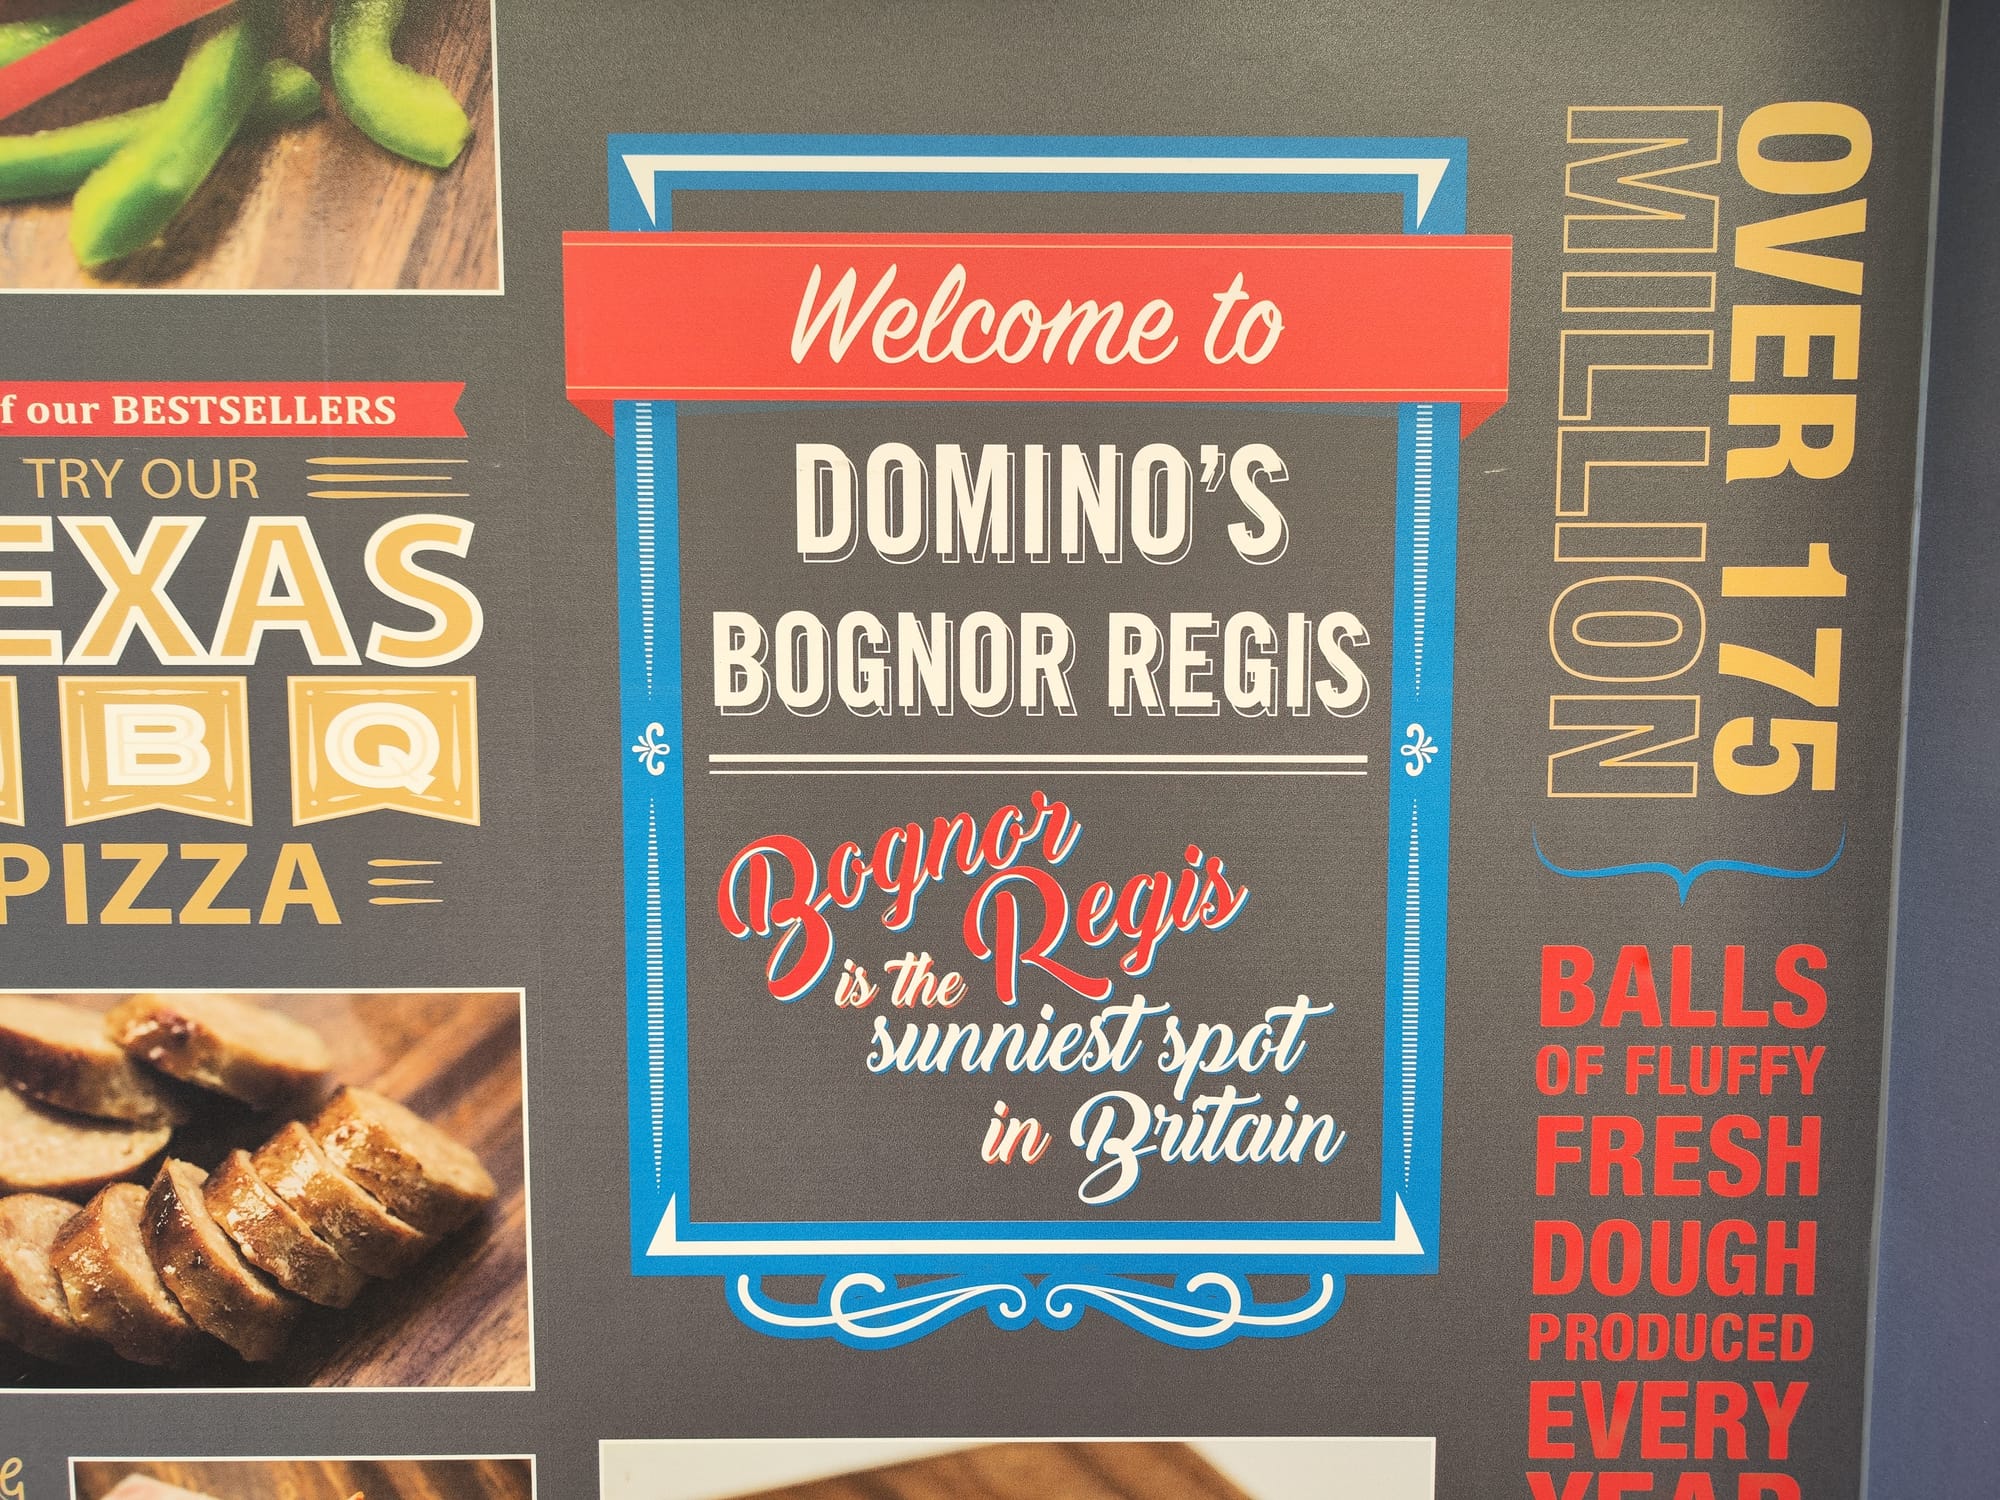 f our BESTSELLERS
TRY OUR
EXAS
B Q
PIZZA
Welcome to
DOMINO'S
BOGNOR REGIS
Bognor
Regis
is the
sunniest spot
in Britain
OVER 175
MILLION
BALLS
OF FLUFFY
FRESH
DOUGH
PRODUCED
EVERY
YEAR